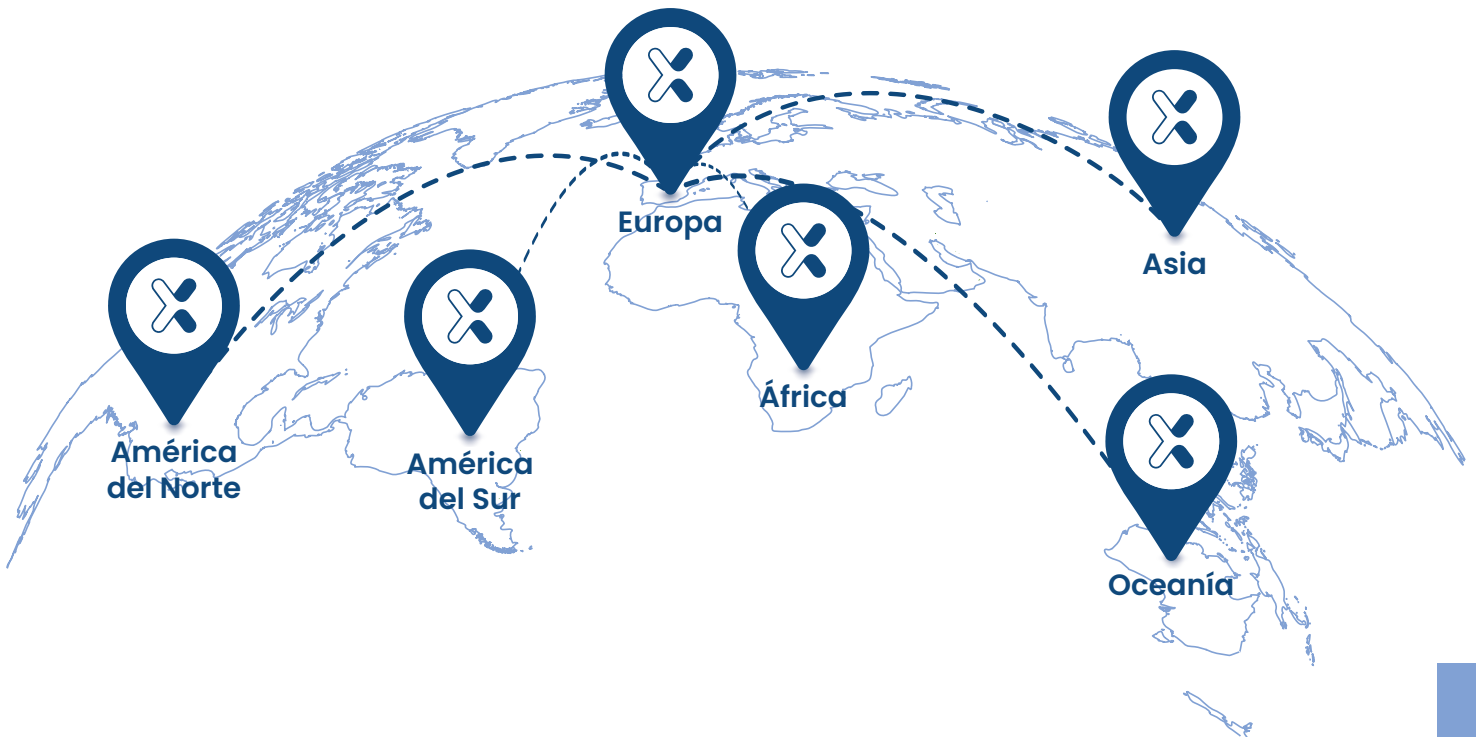 Europa
Asia
África
América
del Norte
América
del Sur
Oceanía